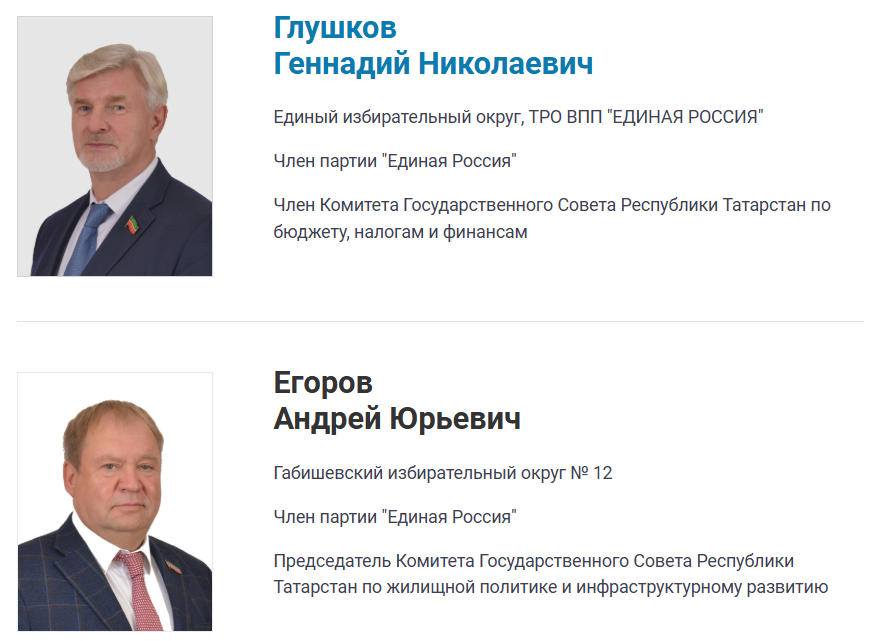 Глушков
Геннадий Николаевич
Единый избирательный округ, ТРО ВПП "ЕДИНАЯ РОССИЯ"
Член партии "Единая Россия"
Член Комитета Государственного Совета Республики Татарстан по
бюджету, налогам и финансам
Егоров
Андрей Юрьевич
Габишевский избирательный округ № 12
Член партии "Единая Россия"
Председатель Комитета Государственного Совета Республики
Татарстан по жилищной политике и инфраструктурному развитию